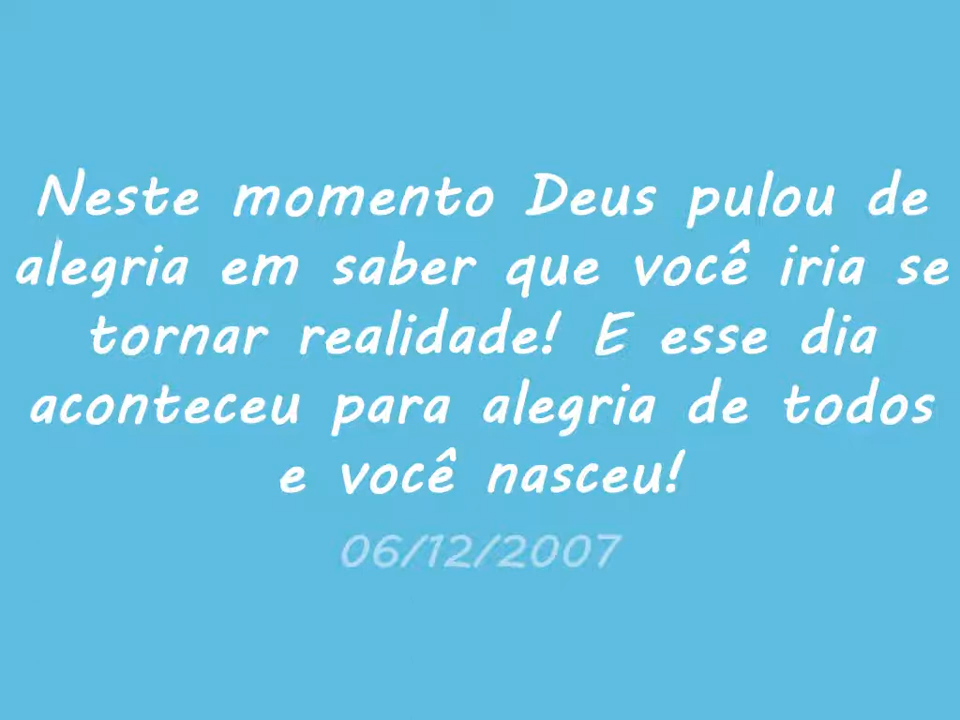 Neste momento Deus pulou de
alegria em saber que você iria se
tornar realidade! E esse dia
aconteceu para alegria de todos
e você nasceu!
06/12/2007